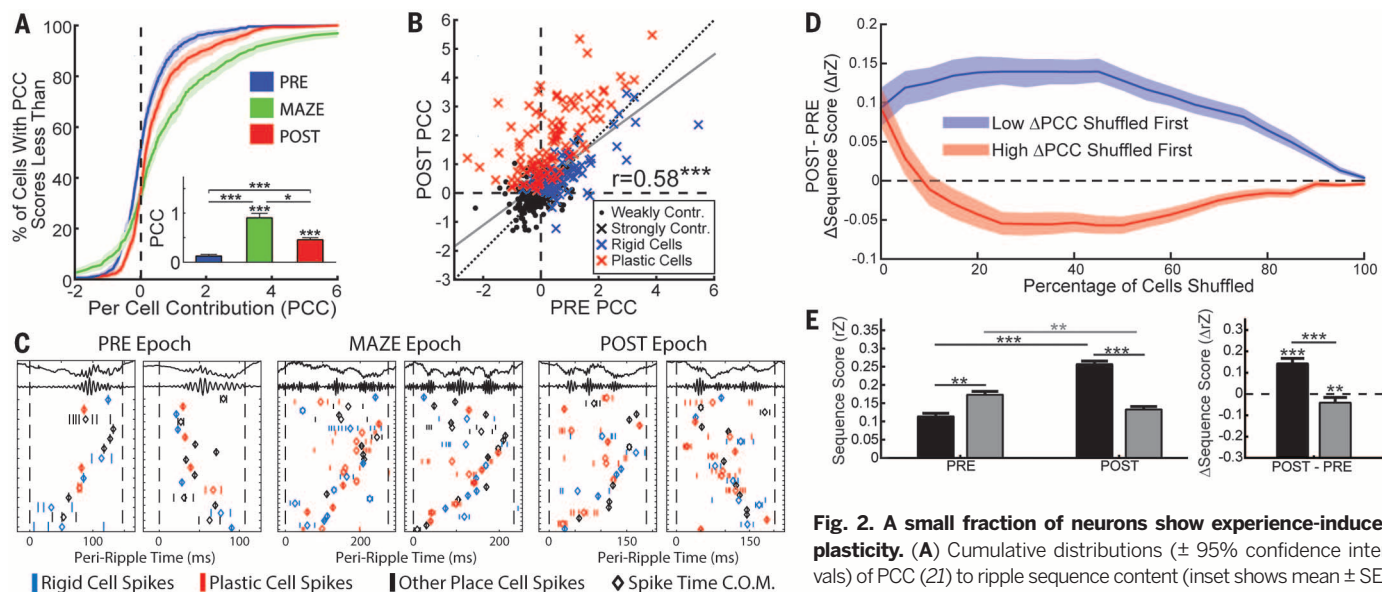 A
% of Cells With PCC
Scores Less Than
100
80
60
40
20
0
PRE
MAZE
POST
PCC
1
0
***
***
*
***
***
-2
0
2
4
6
Per Cell Contribution (PCC)
B
POST PCC
6
5
4
3
2
1
0
-1
-2
-3
r=0.58***
Weakly Contr.
Strongly Contr.
Rigid Cells
Plastic Cells
-2
0
2
4
6
PRE PCC
C
PRE Epoch
MAZE Epoch
POST Epoch
0 100
0 100
0 100 200
0 100 200
0 150
0 150
Peri-Ripple Time (ms)
Peri-Ripple Time (ms)
Peri-Ripple Time (ms)
Rigid Cell Spikes
Plastic Cell Spikes
Other Place Cell Spikes
Spike Time C.O.M.
D
POST- PRE
ΔSequence Score (ΔrZ)
0.2
0.1
0
-0.05
-0.1
Low ΔPCC Shuffled First
High ΔPCC Shuffled First
0
20
40
60
80
100
Percentage of Cells Shuffled
E
Sequence Score (rZ)
0.35
0.25
0.15
0.05
0
**
***
**
***
PRE
POST
ΔSequence Score (ΔrZ)
0.3
0.2
0.1
0
-0.1
-0.2
-0.3
***
***
**
POST - PRE
Fig. 2. A small fraction of neurons show experience-induce
plasticity. (A) Cumulative distributions (± 95% confidence inte
vals) of PCC (21) to ripple sequence content (inset shows mean ± SE